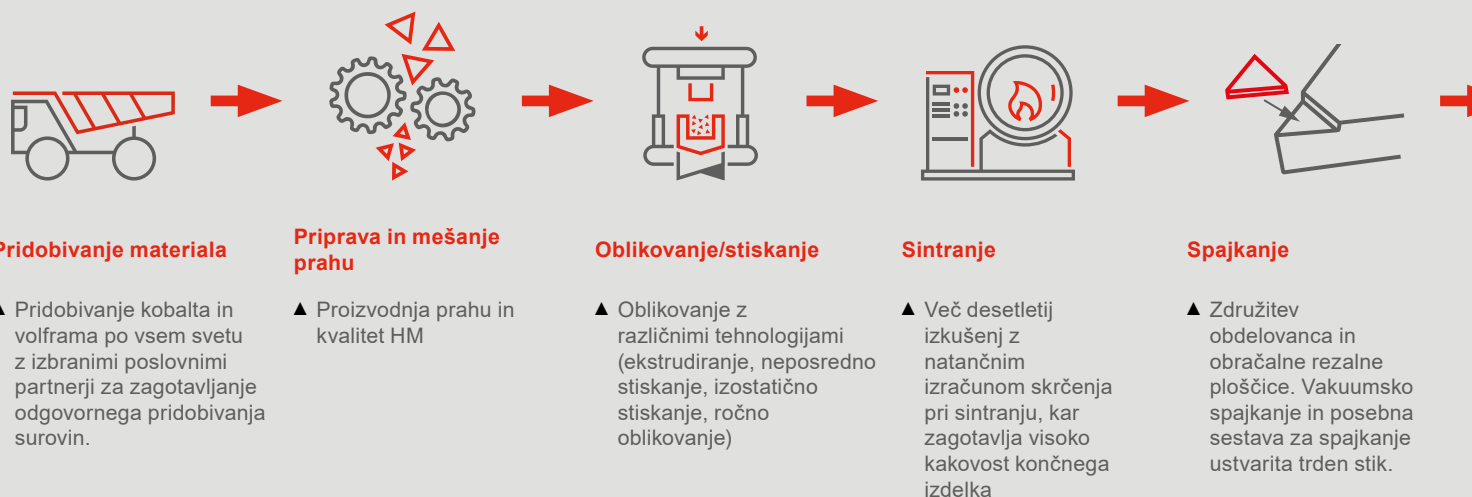 Pridobivanje materiala
▲ Pridobivanje kobalta in
volframa po vsem svetu
z izbranimi poslovnimi
partnerji za zagotavljanje
odgovornega pridobivanja
surovin.
Priprava in mešanje
prahu
▲ Proizvodnja prahu in
kvalitet HM
Oblikovanje/stiskanje
▲ Oblikovanje z
različnimi tehnologijami
(ekstrudiranje, neposredno
stiskanje, izostatično
stiskanje, ročno
oblikovanje)
Sintranje
▲ Več desetletij
izkušenj z
natančnim
izračunom skrčenja
pri sintranju, kar
zagotavlja visoko
kakovost končnega
izdelka
Spajkanje
▲ Združitev
obdelovanca in
obračalne rezalne
ploščice. Vakuumsko
spajkanje in posebna
sestava za spajkanje
ustvarita trden stik.